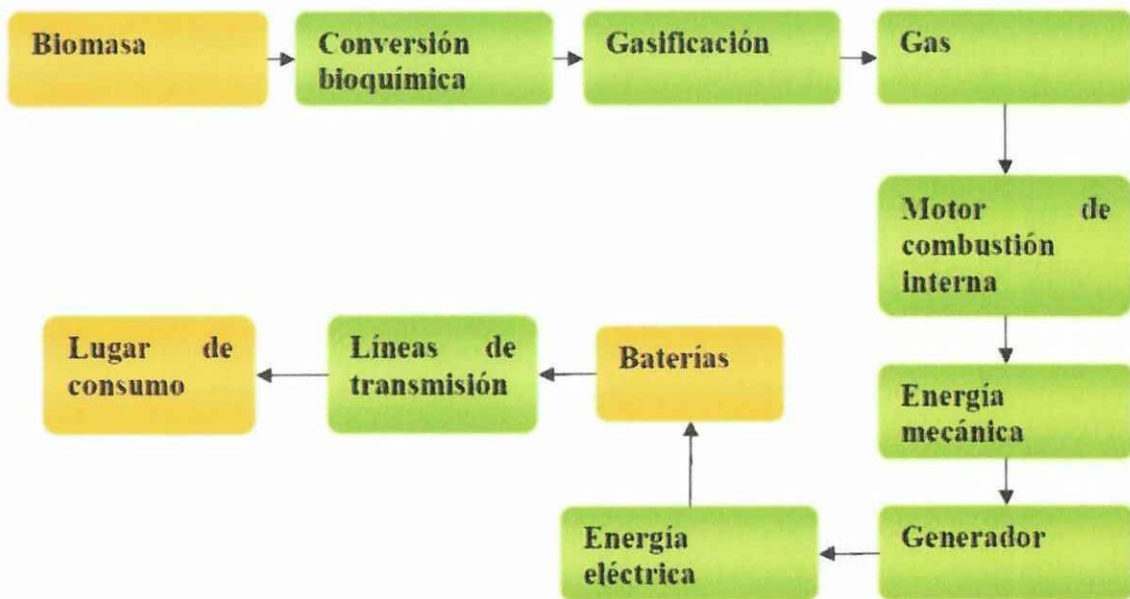 Biomasa
Conversión
bioquímica
Gasificación
Gas
Motor de
combustión
interna
Energía
mecánica
Generador
Energía
eléctrica
Baterías
Líneas de
transmisión
Lugar de
consumo